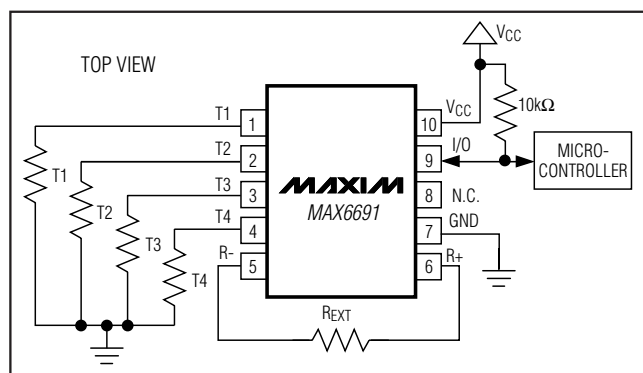 TOP VIEW
VCC
10kΩ
T1
1
10
VCC
T2
2
9
I/O
MICRO-
CONTROLLER
T1
MAXIM
MAX6691
T3
3
8
N.C.
T2
T4
4
7
GND
T3
R-
5
6
R+
T4
REXT